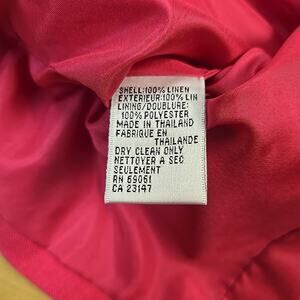 SHELL:100% LINEN
EXTERIEUR:100% LIN
LINING/DOUBLURE:
100% POLYESTER
MADE IN THAILAND
FABRIQUE EN
THAILANDE
DRY CLEAN ONLY
NETTOYER A SEC
SEULEMENT
RN 69061
CA 23147